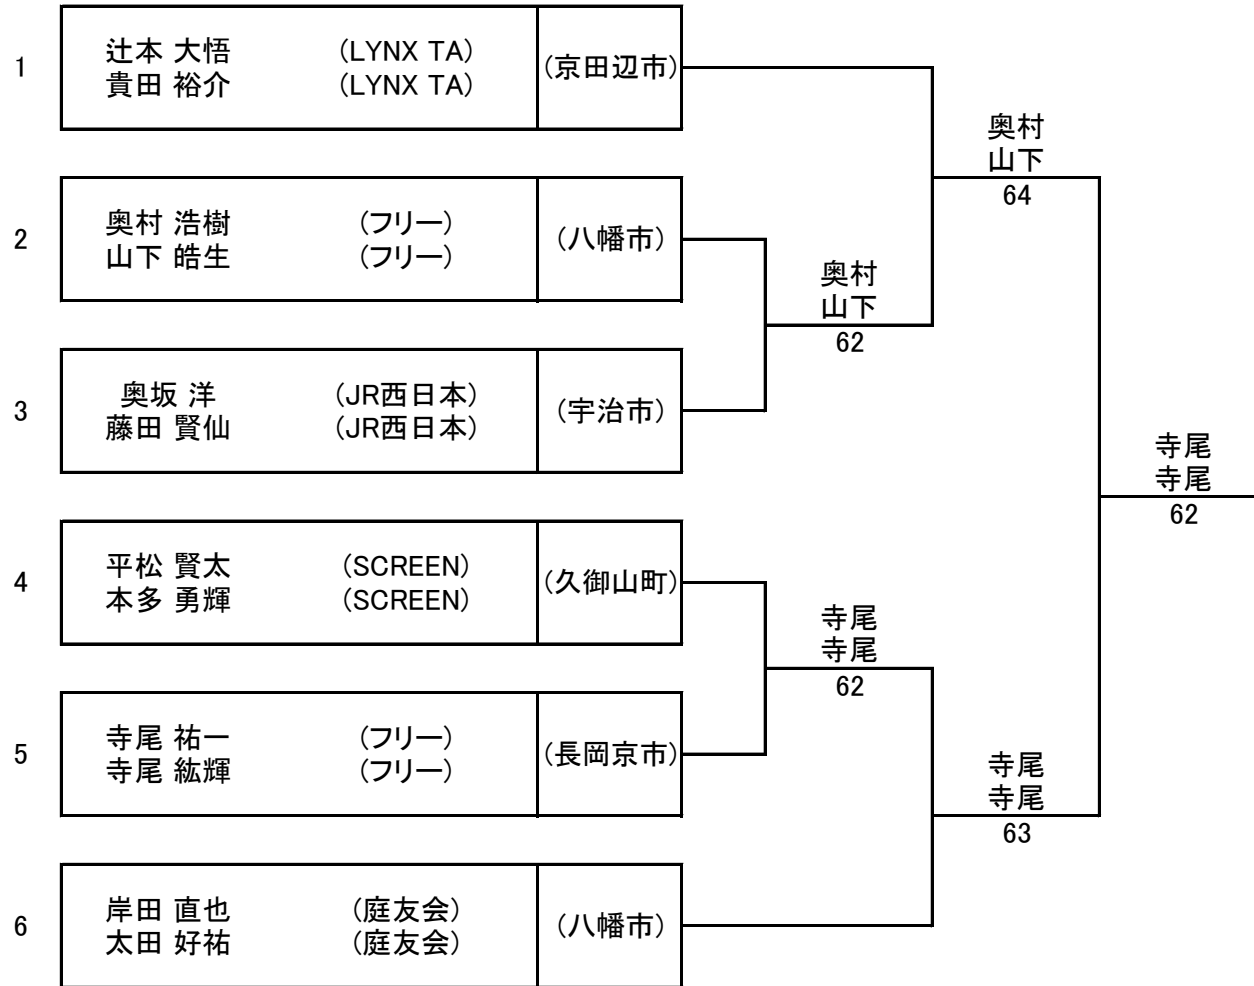 1
辻本 大悟 (LYNX TA)
貴田 裕介 (LYNX TA)
(京田辺市)
2
奥村 浩樹 (フリー)
山下 皓生 (フリー)
(八幡市)
3
奥坂 洋 (JR西日本)
藤田 賢仙 (JR西日本)
(宇治市)
4
平松 賢太 (SCREEN)
本多 勇輝 (SCREEN)
(久御山町)
5
寺尾 祐一 (フリー)
寺尾 紘輝 (フリー)
(長岡京市)
6
岸田 直也 (庭友会)
太田 好祐 (庭友会)
(八幡市)
奥村
山下
62
寺尾
寺尾
62
奥村
山下
64
寺尾
寺尾
63
寺尾
寺尾
62